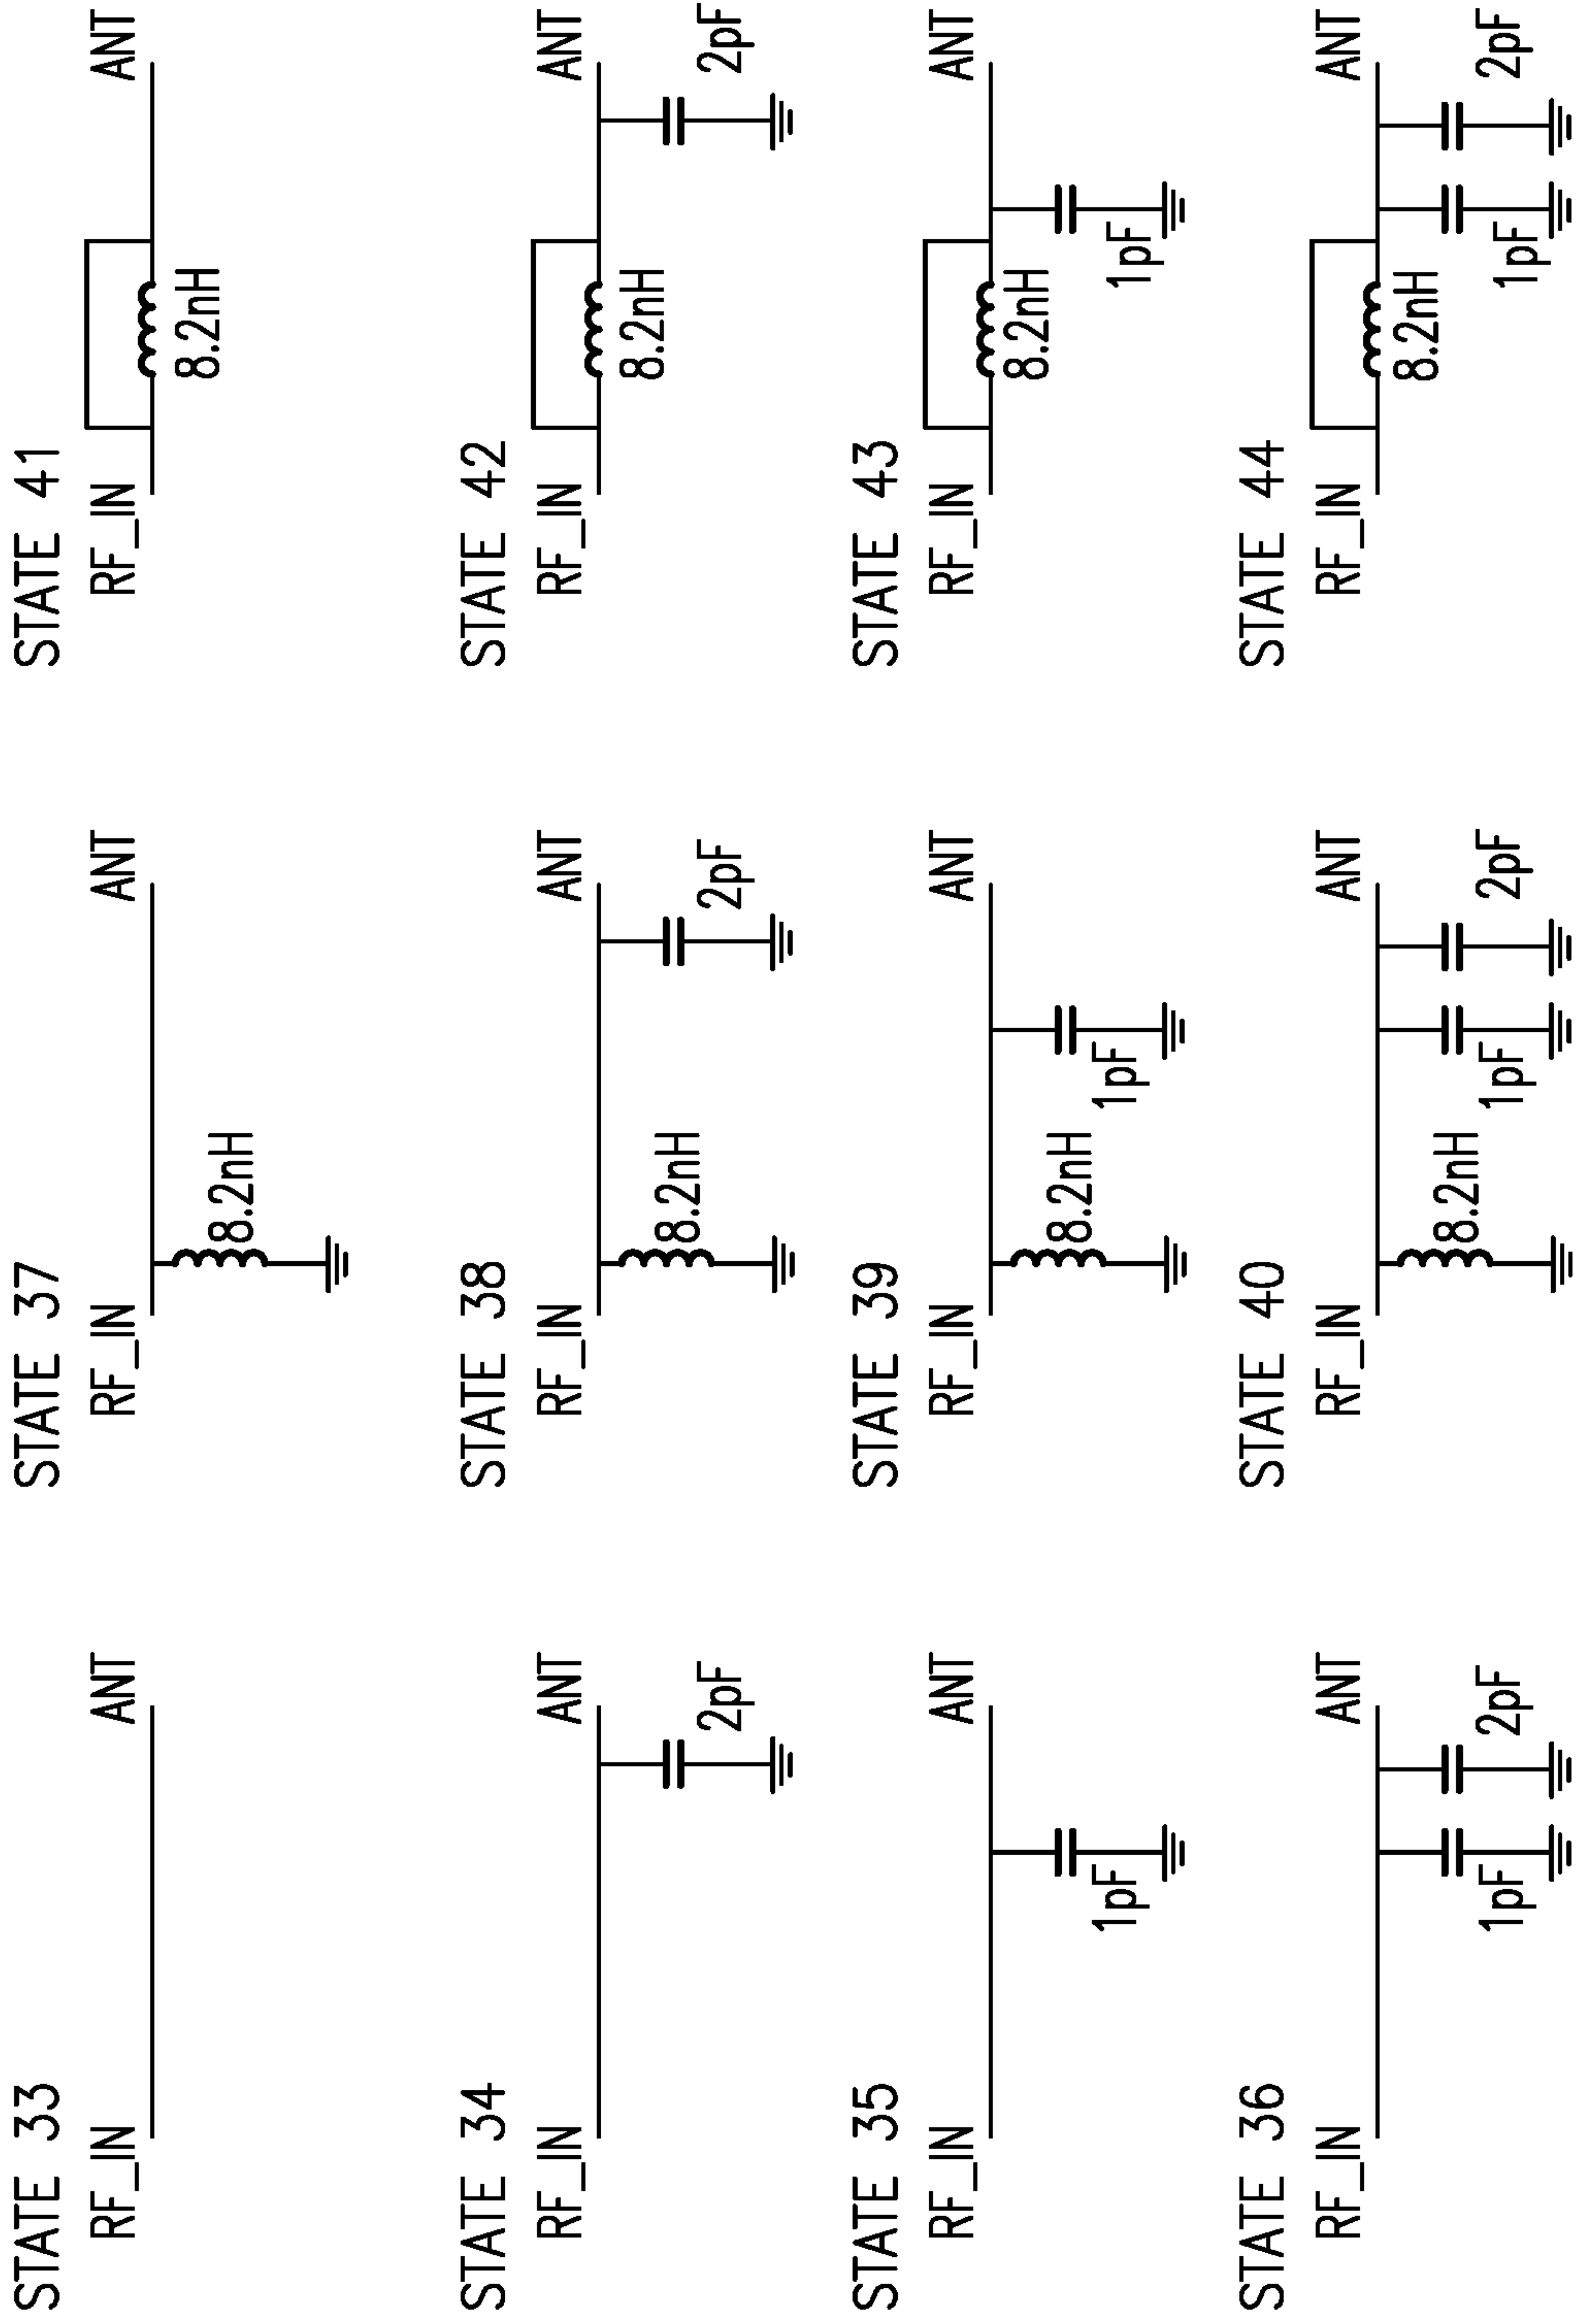 STATE 33
RF_IN
ANT
STATE 34
RF_IN
ANT
2pF
STATE 35
RF_IN
ANT
1pF
STATE 36
RF_IN
ANT
1pF
2pF
STATE 37
RF_IN
ANT
8.2nH
STATE 38
RF_IN
ANT
8.2nH
2pF
STATE 39
RF_IN
ANT
8.2nH
1pF
STATE 40
RF_IN
ANT
8.2nH
1pF
2pF
STATE 41
RF_IN
ANT
8.2nH
STATE 42
RF_IN
ANT
8.2nH
2pF
STATE 43
RF_IN
ANT
8.2nH
1pF
STATE 44
RF_IN
ANT
8.2nH
1pF
2pF